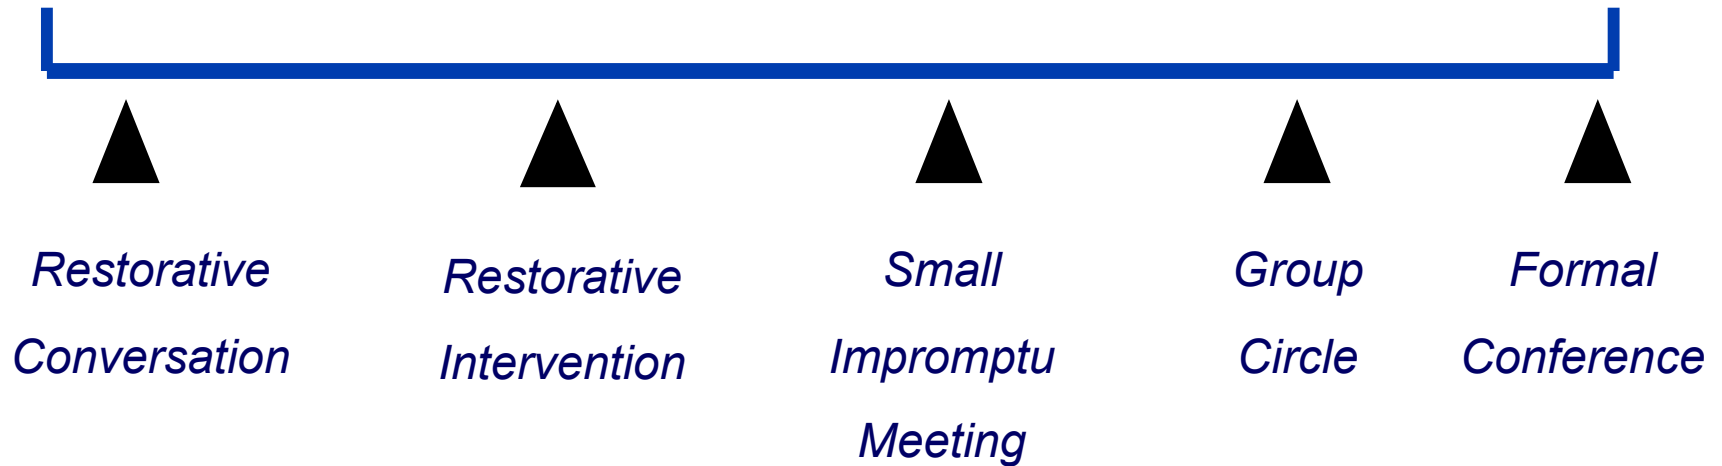 Restorative
Conversation
Restorative
Intervention
Small
Impromptu
Meeting
Group
Circle
Formal
Conference